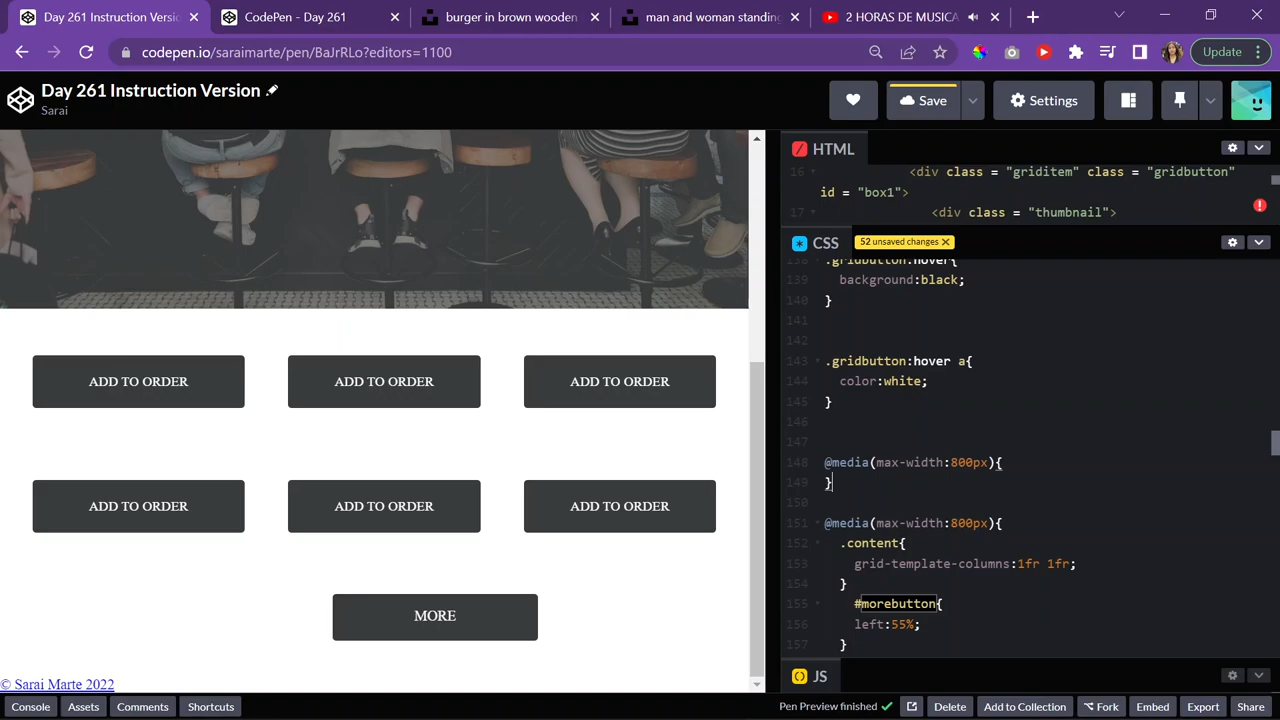 Day 261 Instruction Versio
CodePen - Day 261
burger in brown wooden
man and woman standing
2 HORAS DE MUSICA
codepen.io/saraimarte/pen/BaJrRLo?editors=1100
Update
Day 261 Instruction Version
Sarai
Save
Settings
HTML
16 <div class = "griditem" class = "gridbutton"
id = "box1">
17 <div class = "thumbnail">
CSS
52 unsaved changes
138 .gridbutton:hover{
139 background:black;
140 }
141
142
143 .gridbutton:hover a{
144 color:white;
145 }
146
147
148 @media(max-width:800px){
149 }
150
151 @media(max-width:800px){
152 .content{
153 grid-template-columns:1fr 1fr;
154 }
155 #morebutton{
156 left:55%;
157 }
JS
ADD TO ORDER ADD TO ORDER ADD TO ORDER
ADD TO ORDER ADD TO ORDER ADD TO ORDER
MORE
© Sarai Marte 2022
Console Assets Comments Shortcuts Pen Preview finished Delete Add to Collection Fork Embed Export Share